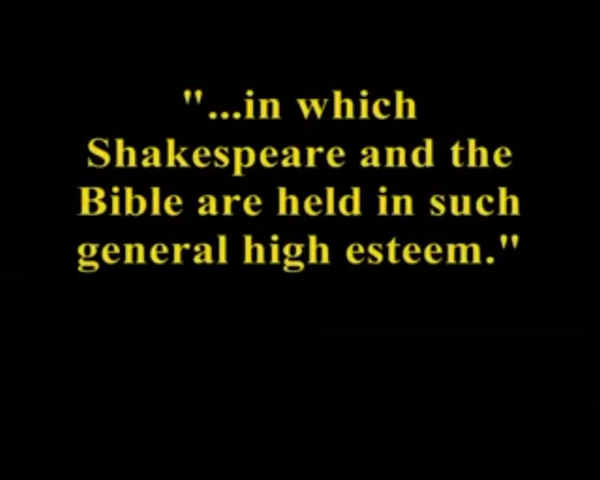 "...in which
Shakespeare and the
Bible are held in such
general high esteem."